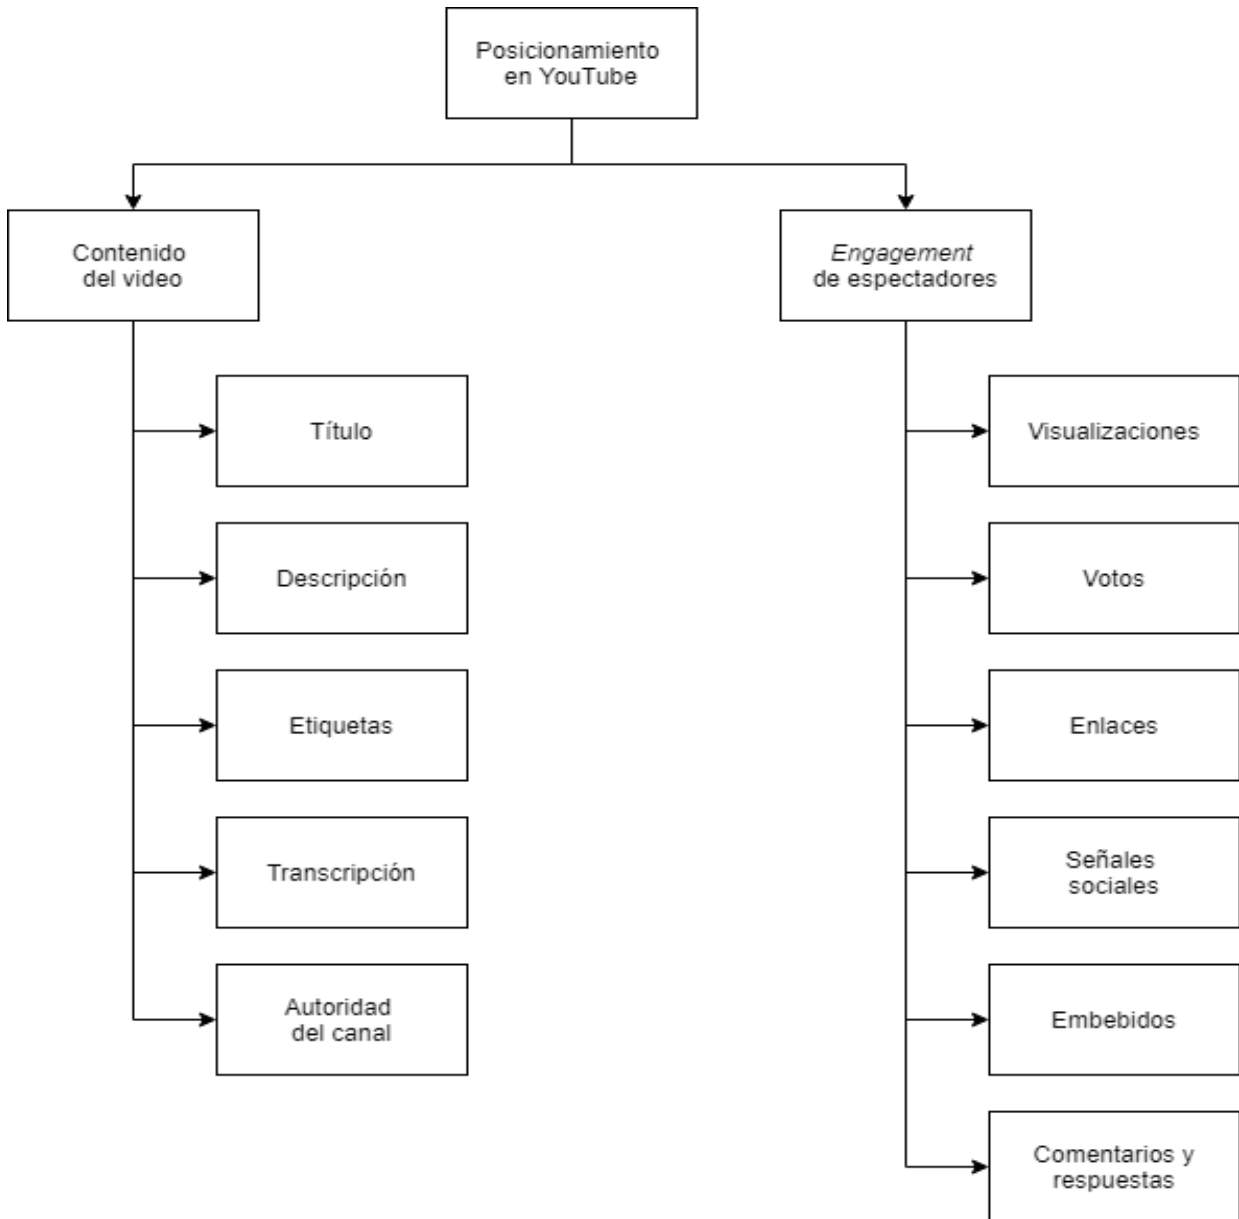 Posicionamiento
en YouTube
Contenido
del video
Engagement
de espectadores
Título
Descripción
Etiquetas
Transcripción
Autoridad
del canal
Visualizaciones
Votos
Enlaces
Señales
sociales
Embebidos
Comentarios y
respuestas